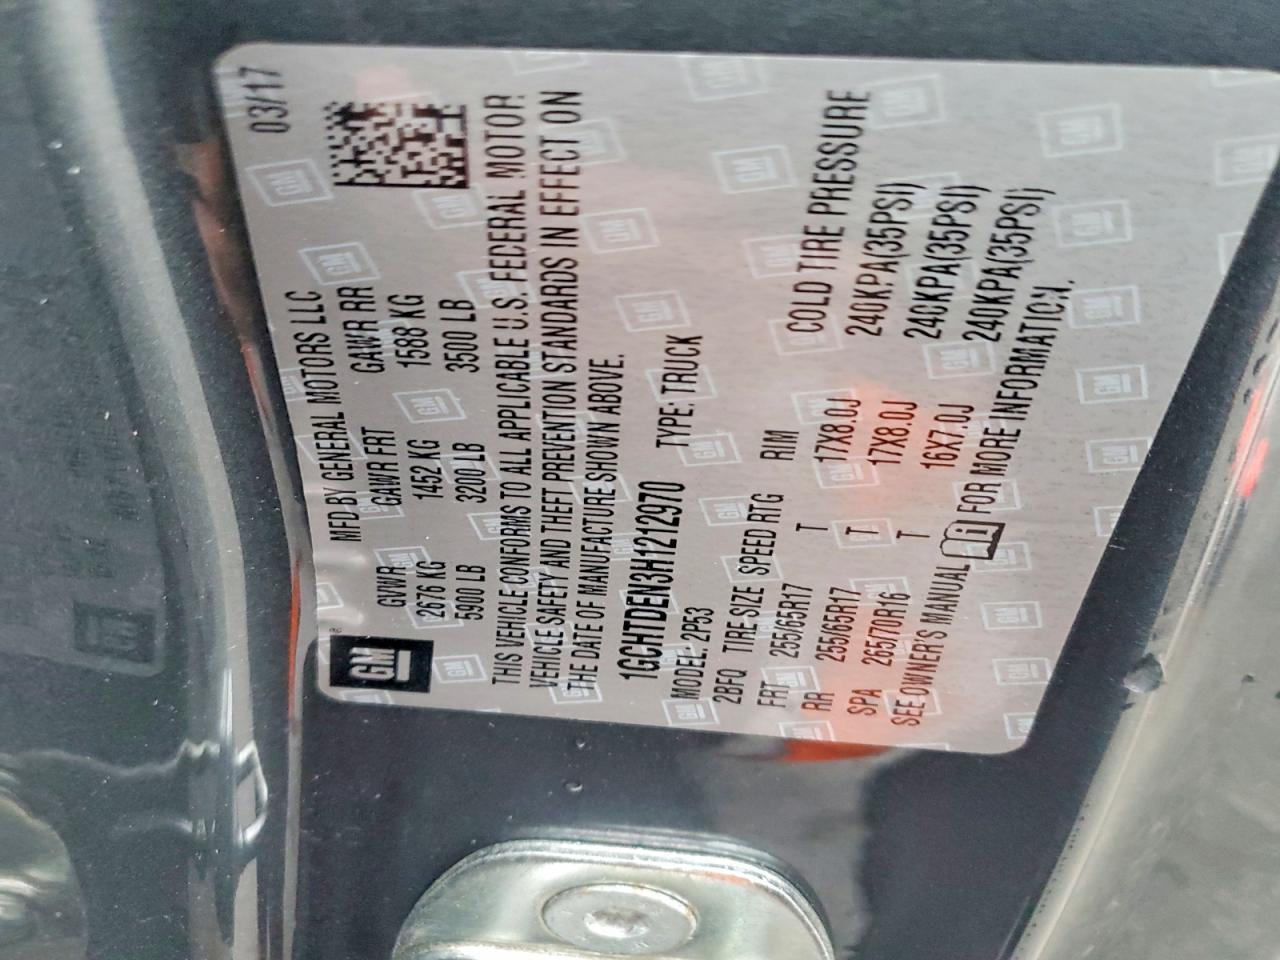 03/17
MFD BY GENERAL MOTORS LLC
GVWR GAWR FRT GAWR RR
2676 KG 1452 KG 1588 KG
5900 LB 3200 LB 3500 LB
GM
THIS VEHICLE CONFORMS TO ALL APPLICABLE U.S. FEDERAL MOTOR
VEHICLE SAFETY AND THEFT PREVENTION STANDARDS IN EFFECT ON
THE DATE OF MANUFACTURE SHOWN ABOVE.
1GCHTDEN3H1212970 TYPE: TRUCK
MODEL: 2P53
2BFQ TIRE SIZE SPEED RTG RIM COLD TIRE PRESSURE
FRT 255/65R17 T 17X8.0J 240KPA(35PSI)
RR 255/65R17 T 17X8.0J 240KPA(35PSI)
SPA 265/70R16 T 16X7.0J 240KPA(35PSI)
SEE OWNER'S MANUAL i FOR MORE INFORMATION.